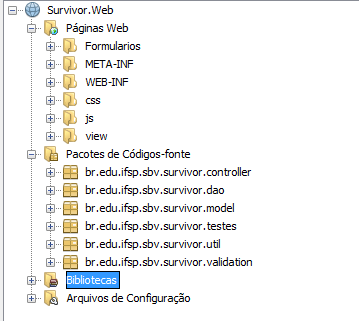 Survivor.Web
Páginas Web
Formularios
META-INF
WEB-INF
css
js
view
Pacotes de Códigos-fonte
br.edu.ifsp.sbv.survivor.controller
br.edu.ifsp.sbv.survivor.dao
br.edu.ifsp.sbv.survivor.model
br.edu.ifsp.sbv.survivor.testes
br.edu.ifsp.sbv.survivor.util
br.edu.ifsp.sbv.survivor.validation
Bibliotecas
Arquivos de Configuração